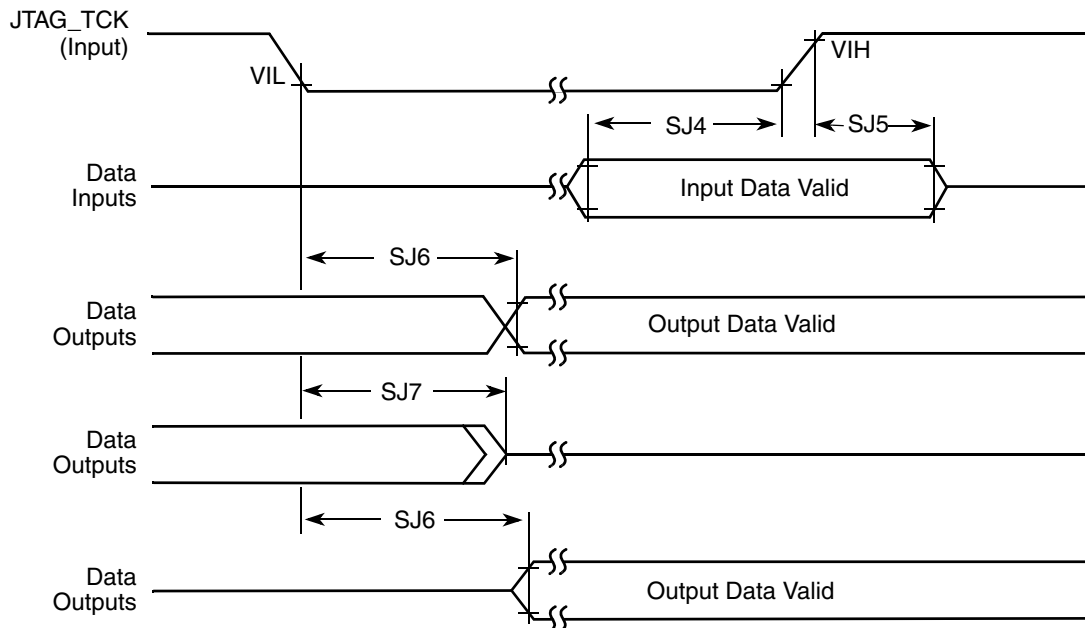 JTAG_TCK
(Input)
VIL
VIH
SJ4
SJ5
Data
Inputs
Input Data Valid
SJ6
Data
Outputs
Output Data Valid
SJ7
Data
Outputs
SJ6
Data
Outputs
Output Data Valid